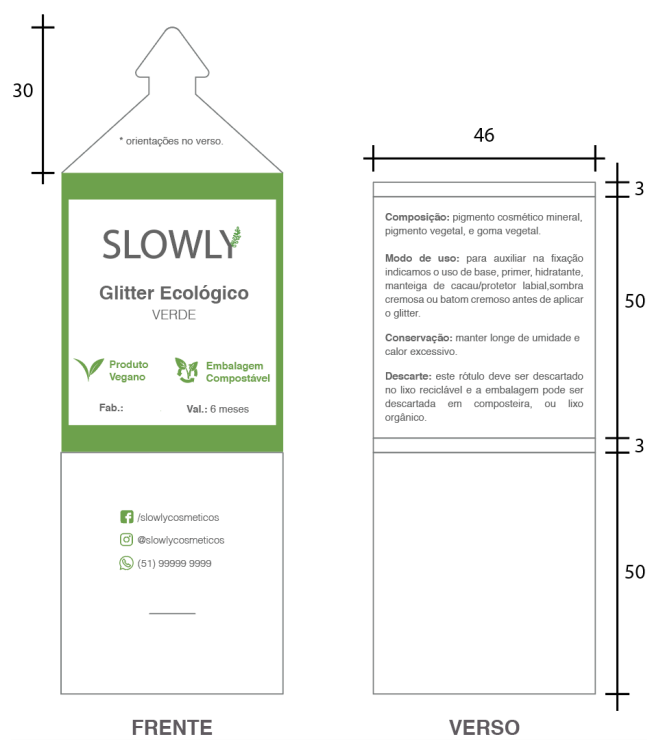 30
* orientações no verso.
SLOWLY
Glitter Ecológico
VERDE
Produto
Vegano
Embalagem
Compostável
Fab.:
Val.: 6 meses
/slowlycosmeticos
@slowlycosmeticos
(51) 99999 9999
FRENTE
46
3
Composição: pigmento cosmético mineral,
pigmento vegetal, e goma vegetal.
Modo de uso: para auxiliar na fixação
indicamos o uso de base, primer, hidratante,
manteiga de cacau/protetor labial,sombra
cremosa ou batom cremoso antes de aplicar
o glitter.
Conservação: manter longe de umidade e
calor excessivo.
Descarte: este rótulo deve ser descartado
no lixo reciclável e a embalagem pode ser
descartada em composteira, ou lixo
orgânico.
50
3
50
VERSO